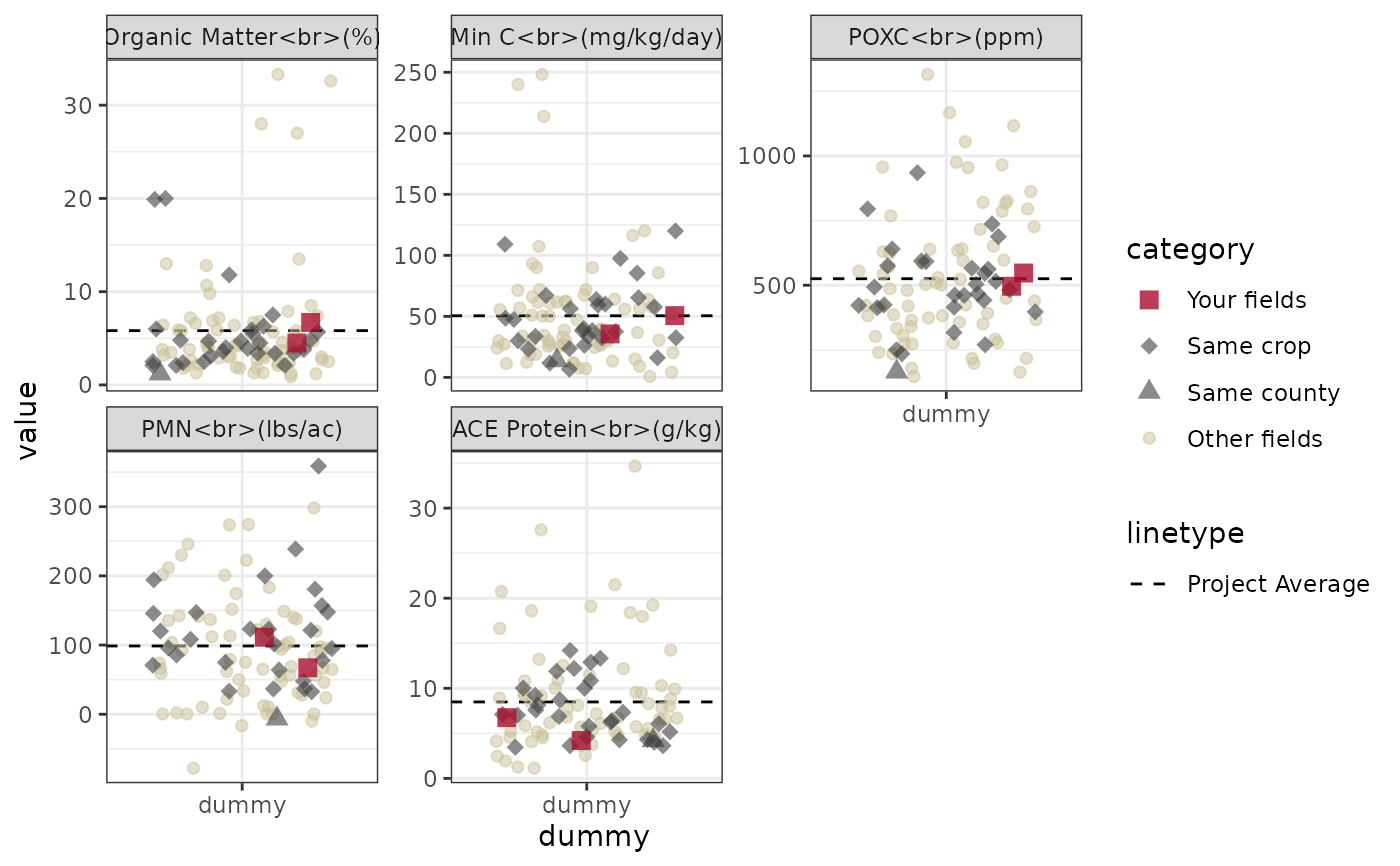 Organic Matter<br>(%)
Min C<br>(mg/kg/day)
POXC<br>(ppm)
30
20
10
0
250
200
150
100
50
0
1000
500
dummy
PMN<br>(lbs/ac)
ACE Protein<br>(g/kg)
300
200
100
0
30
20
10
0
dummy
dummy
dummy
value
category
Your fields
Same crop
Same county
Other fields
linetype
Project Average